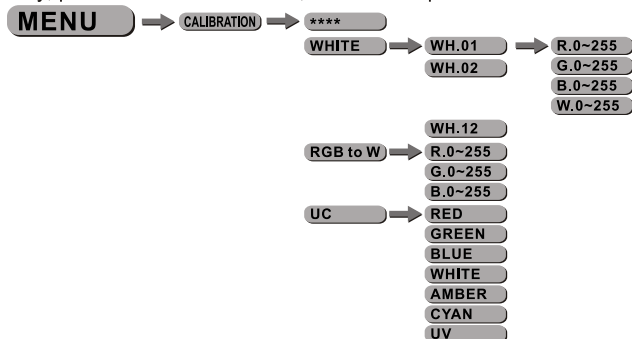 MENU CALIBRATION ****
WHITE WH.01 R.0~255
WH.02 G.0~255
B.0~255
W.0~255
WH.12
RGB to W R.0~255
G.0~255
B.0~255
UC RED
GREEN
BLUE
WHITE
AMBER
CYAN
UV